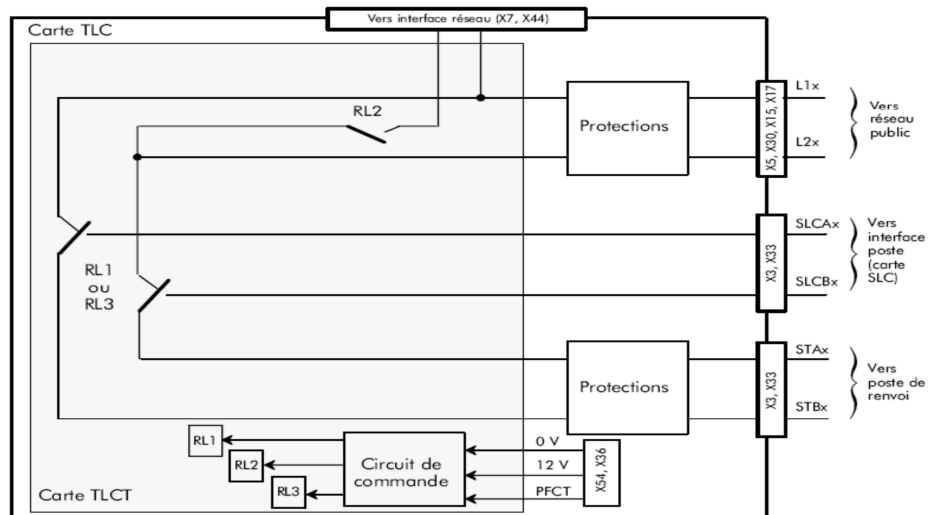 Vers interface réseau (X7, X44)
Carte TLC
RL2
Protections
X5, X30, X15, X17
L1x
L2x
Vers
réseau
public
RL1
ou
RL3
X3, X33
SLCAx
SLCBx
Vers
interface
poste
(carte
SLC)
Protections
X3, X33
STAx
STBx
Vers
poste de
renvoi
RL1
RL2
RL3
Circuit de
commande
0 V
12 V
PFCT
X54, X36
Carte TLCT